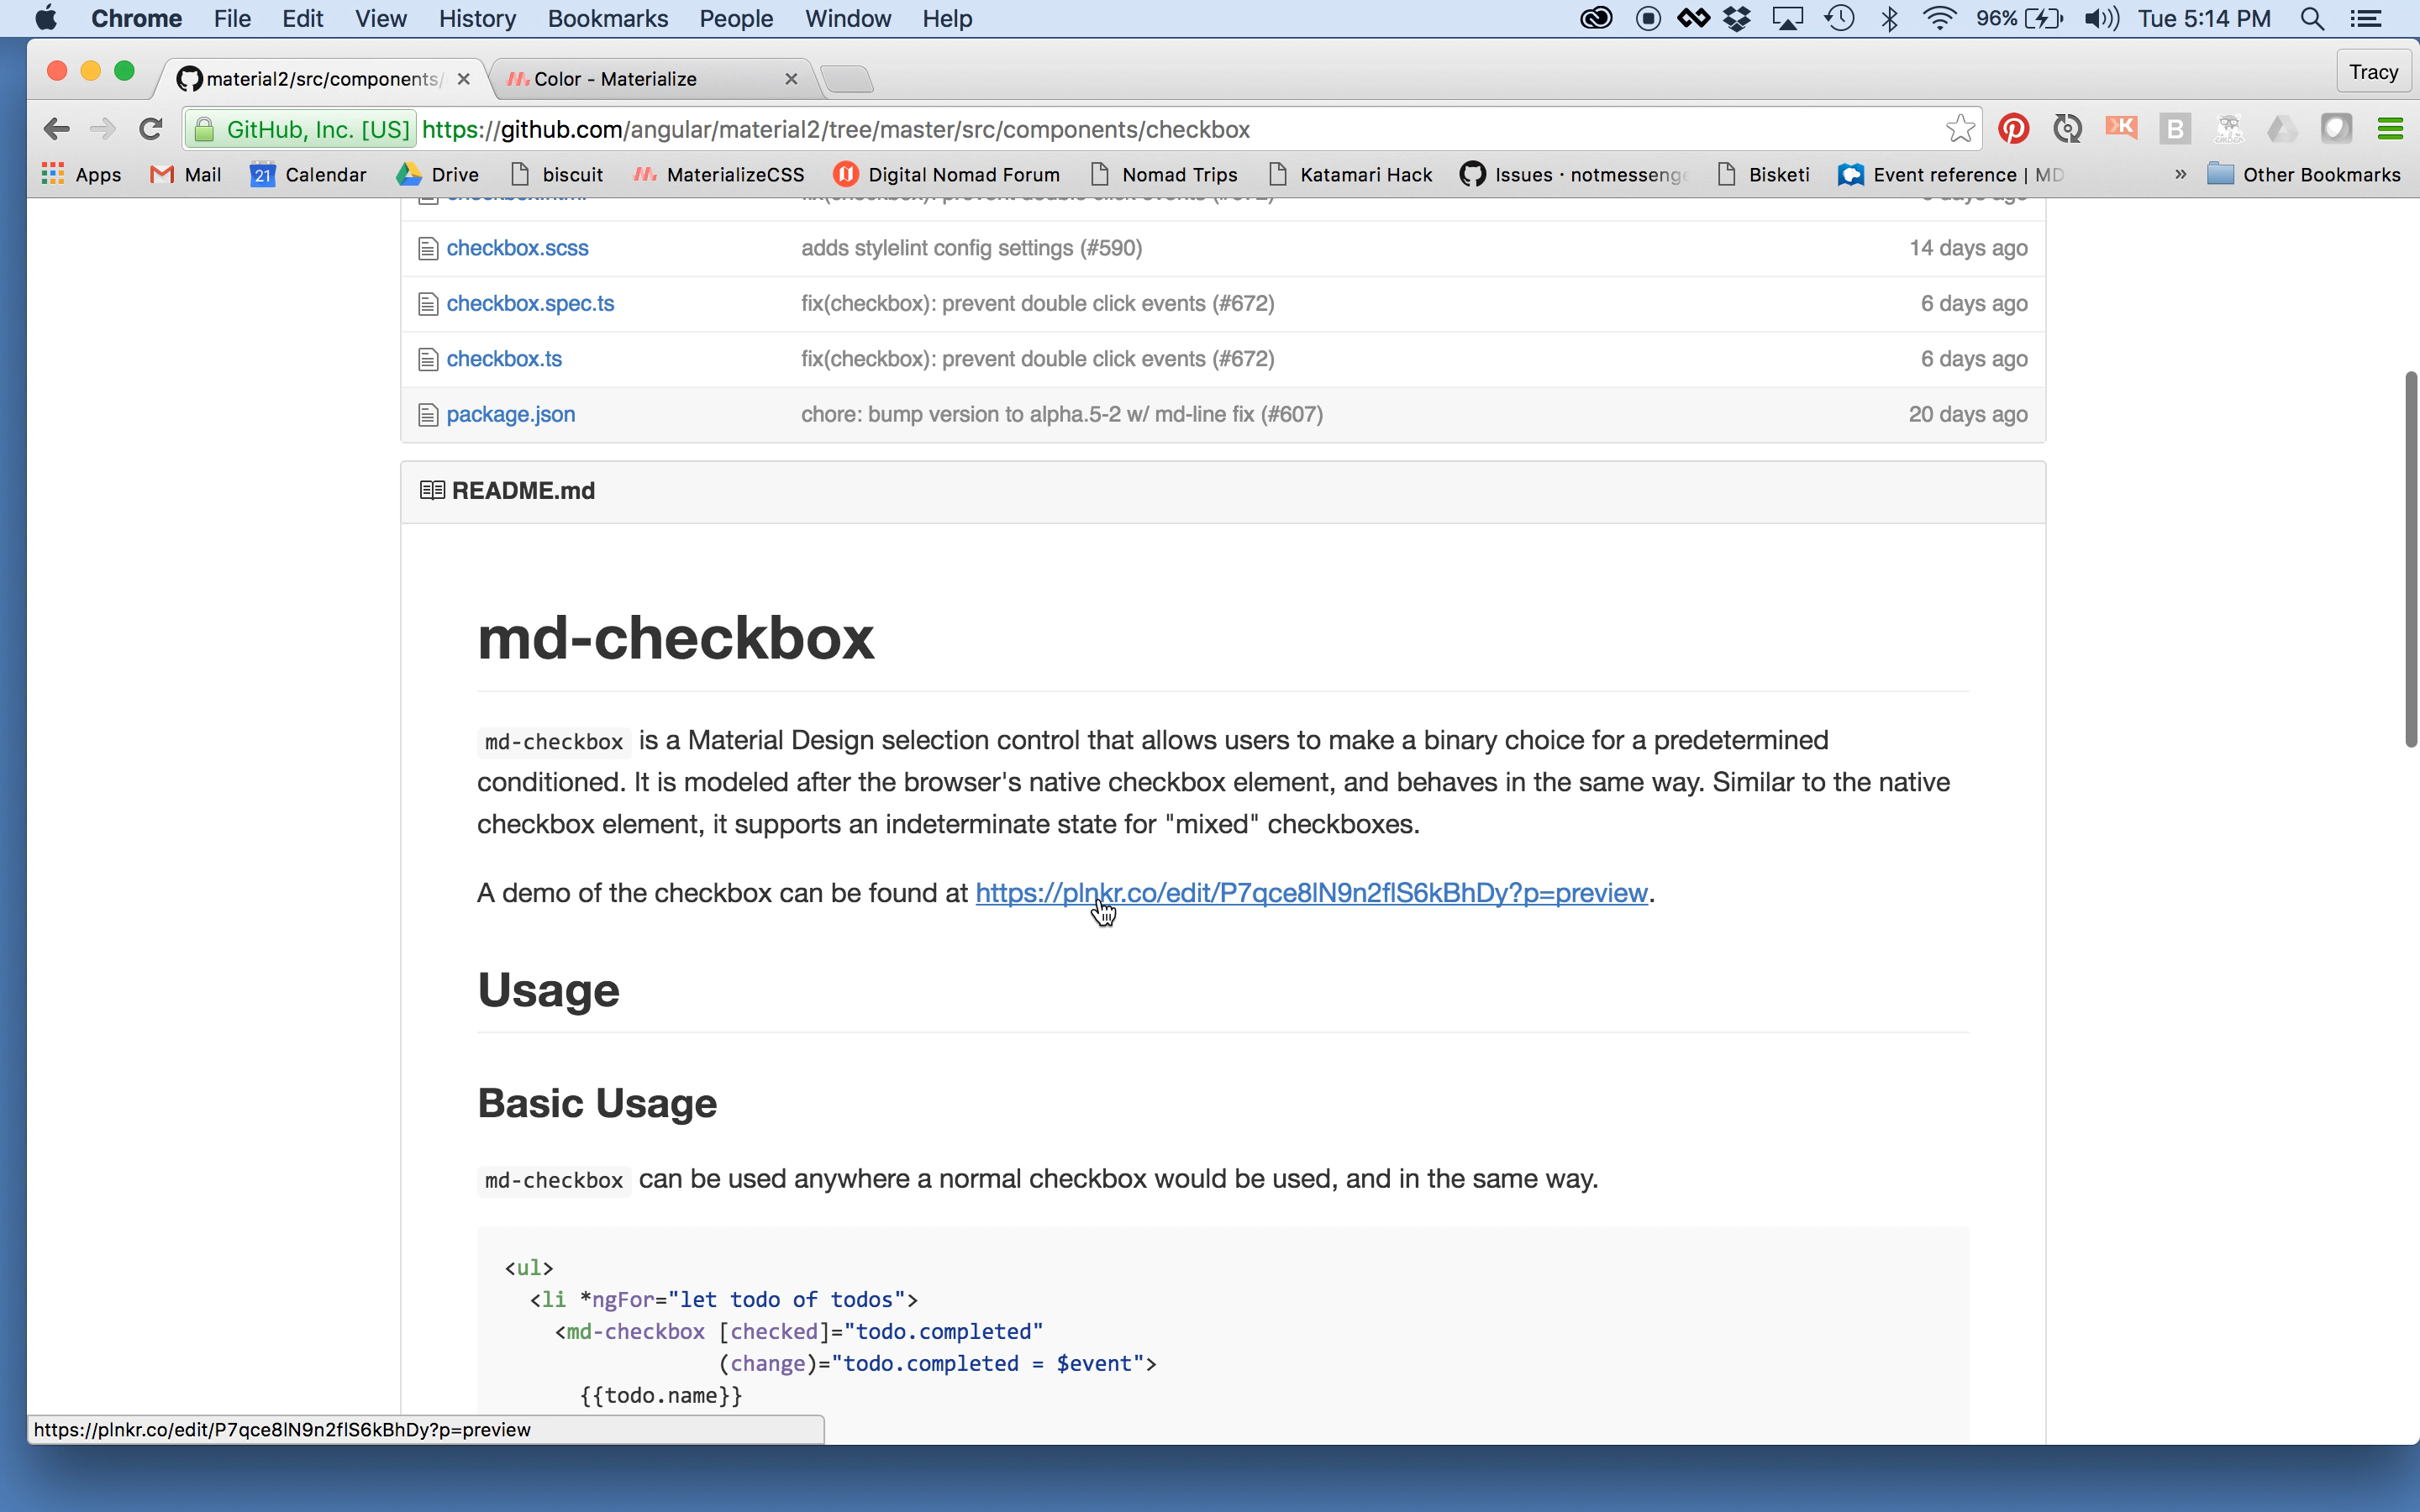 Chrome File Edit View History Bookmarks People Window Help 96% Tue 5:14 PM
material2/src/components/ Color - Materialize Tracy
GitHub, Inc. [US] https://github.com/angular/material2/tree/master/src/components/checkbox
Apps Mail 21 Calendar Drive biscuit MaterializeCSS Digital Nomad Forum Nomad Trips Katamari Hack Issues · notmessenge Bisketi Event reference | MD » Other Bookmarks
checkbox.scss adds stylelint config settings (#590) 14 days ago
checkbox.spec.ts fix(checkbox): prevent double click events (#672) 6 days ago
checkbox.ts fix(checkbox): prevent double click events (#672) 6 days ago
package.json chore: bump version to alpha.5-2 w/ md-line fix (#607) 20 days ago
README.md
md-checkbox
md-checkbox is a Material Design selection control that allows users to make a binary choice for a predetermined
conditioned. It is modeled after the browser's native checkbox element, and behaves in the same way. Similar to the native
checkbox element, it supports an indeterminate state for "mixed" checkboxes.
A demo of the checkbox can be found at https://plnkr.co/edit/P7qce8lN9n2flS6kBhDy?p=preview.
Usage
Basic Usage
md-checkbox can be used anywhere a normal checkbox would be used, and in the same way.
<ul>
<li *ngFor="let todo of todos">
<md-checkbox [checked]="todo.completed"
(change)="todo.completed = $event">
{{todo.name}}
https://plnkr.co/edit/P7qce8lN9n2flS6kBhDy?p=preview